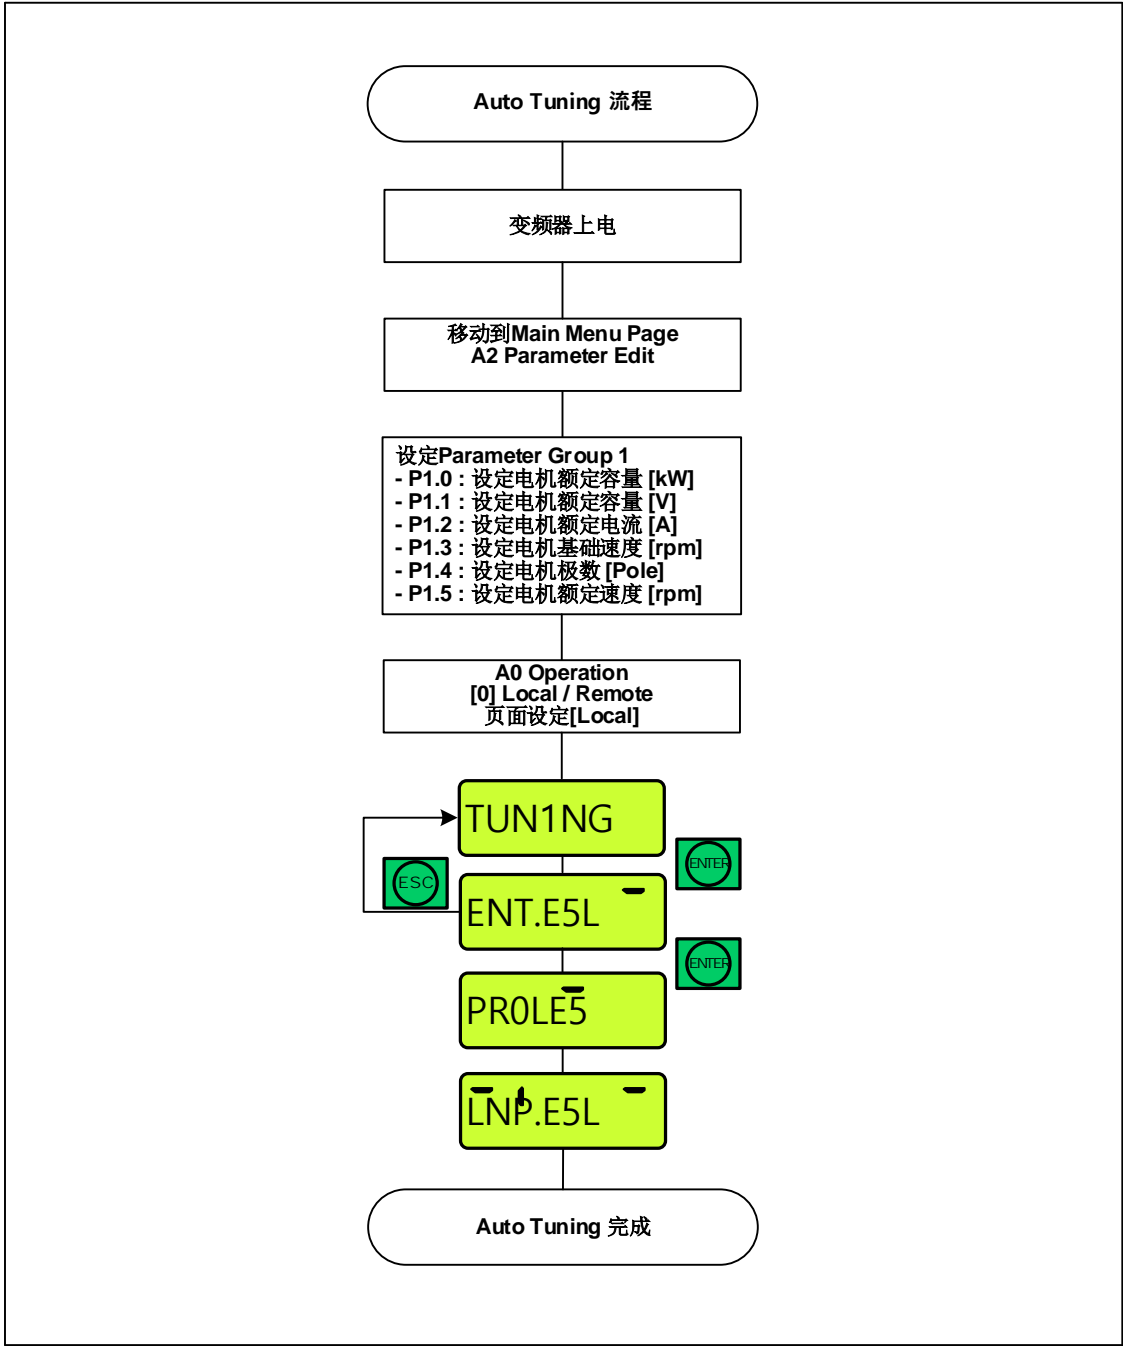 Auto Tuning 流程
变频器上电
移动到Main Menu Page
A2 Parameter Edit
设定Parameter Group 1
- P1.0 : 设定电机额定容量 [kW]
- P1.1 : 设定电机额定容量 [V]
- P1.2 : 设定电机额定电流 [A]
- P1.3 : 设定电机基础速度 [rpm]
- P1.4 : 设定电机极数 [Pole]
- P1.5 : 设定电机额定速度 [rpm]
A0 Operation
[0] Local / Remote
页面设定[Local]
TUN1NG
ENTER
ESC
ENT.E5L
ENTER
PR0LE5
LNP.E5L
Auto Tuning 完成